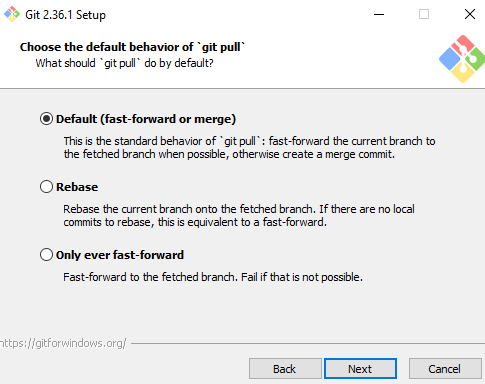 Git 2.36.1 Setup
Choose the default behavior of `git pull`
What should `git pull` do by default?
Default (fast-forward or merge)
This is the standard behavior of `git pull`: fast-forward the current branch to
the fetched branch when possible, otherwise create a merge commit.
Rebase
Rebase the current branch onto the fetched branch. If there are no local
commits to rebase, this is equivalent to a fast-forward.
Only ever fast-forward
Fast-forward to the fetched branch. Fail if that is not possible.
https://gitforwindows.org/
Back
Next
Cancel